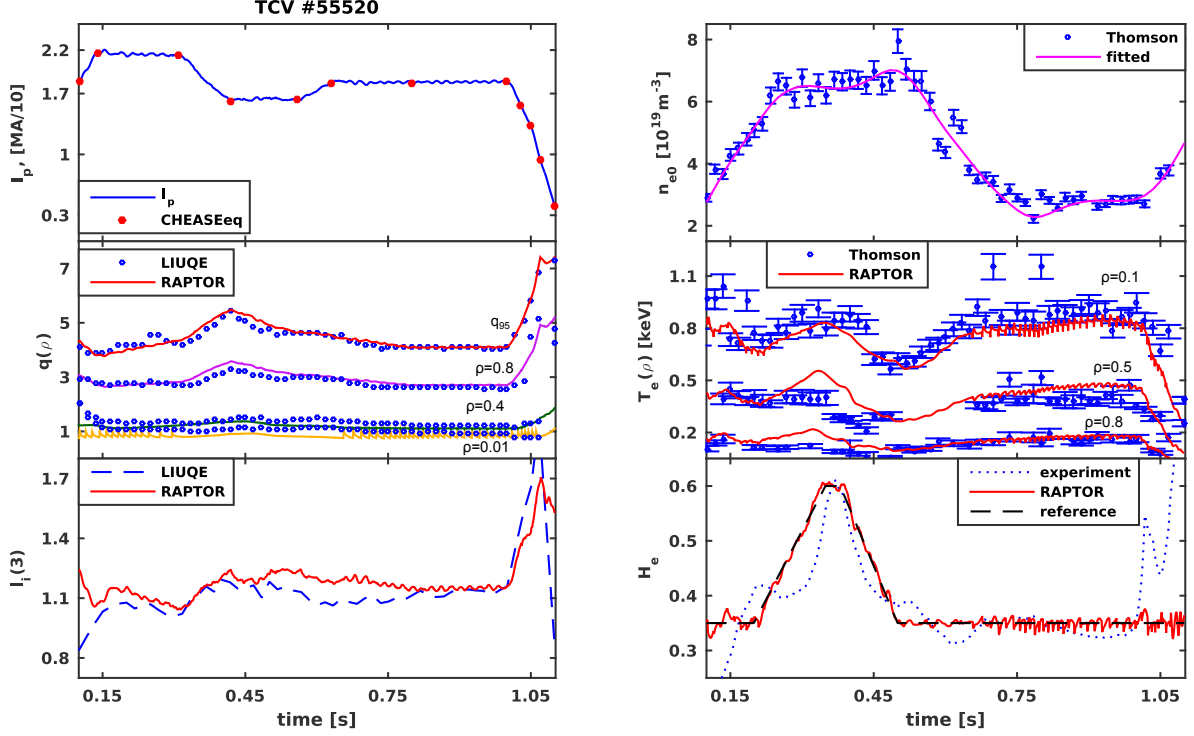 TCV #55520
2.2
1.7
1
0.3
I_p, [MA/10]
I_p
CHEASEeq
7
5
3
1
q(ρ)
LIUQE
RAPTOR
q_95
ρ=0.8
ρ=0.4
ρ=0.01
1.7
1.4
1.1
0.8
l_i(3)
LIUQE
RAPTOR
0.15 0.45 0.75 1.05
time [s]
8
6
4
2
n_e0 [10^19 m^-3]
Thomson
fitted
1.1
0.8
0.5
0.2
T_e(ρ) [keV]
Thomson
RAPTOR
ρ=0.1
ρ=0.5
ρ=0.8
0.6
0.5
0.4
0.3
H_e
experiment
RAPTOR
reference
0.15 0.45 0.75 1.05
time [s]